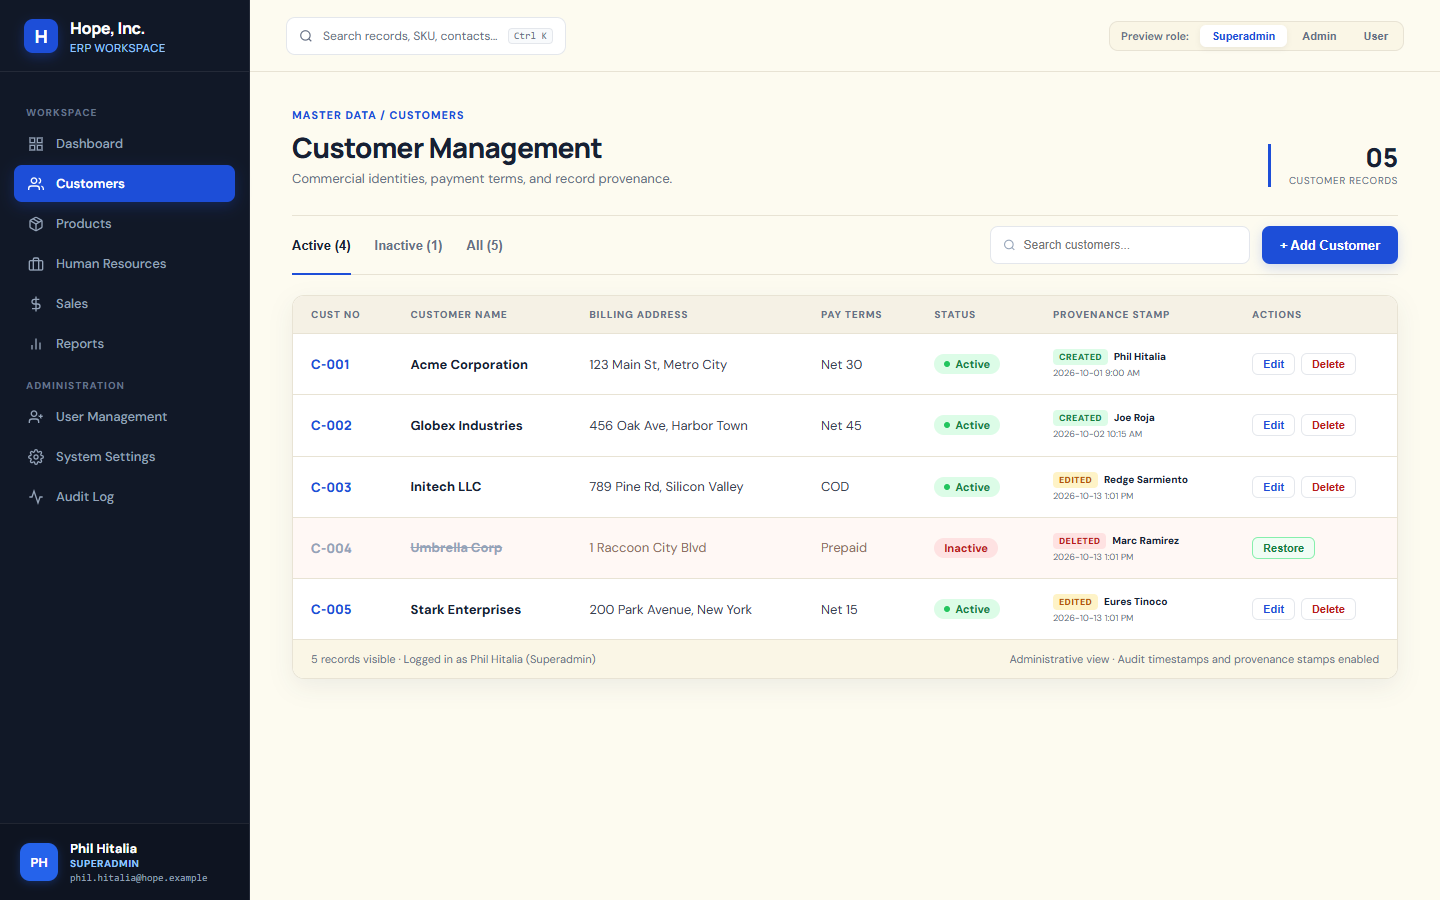 H
Hope, Inc.
ERP WORKSPACE
Search records, SKU, contacts...
Ctrl K
Preview role:
Superadmin
Admin
User
WORKSPACE
Dashboard
Customers
Products
Human Resources
Sales
Reports
ADMINISTRATION
User Management
System Settings
Audit Log
PH
Phil Hitalia
SUPERADMIN
phil.hitalia@hope.example
MASTER DATA / CUSTOMERS
Customer Management
Commercial identities, payment terms, and record provenance.
05
CUSTOMER RECORDS
Active (4)
Inactive (1)
All (5)
Search customers...
+ Add Customer
CUST NO CUSTOMER NAME BILLING ADDRESS PAY TERMS STATUS PROVENANCE STAMP ACTIONS
C-001 Acme Corporation 123 Main St, Metro City Net 30 Active CREATED Phil Hitalia Edit Delete
2026-10-01 9:00 AM
C-002 Globex Industries 456 Oak Ave, Harbor Town Net 45 Active CREATED Joe Roja Edit Delete
2026-10-02 10:15 AM
C-003 Initech LLC 789 Pine Rd, Silicon Valley COD Active EDITED Redge Sarmiento Edit Delete
2026-10-13 1:01 PM
C-004 Umbrella Corp 1 Raccoon City Blvd Prepaid Inactive DELETED Marc Ramirez Restore
2026-10-13 1:01 PM
C-005 Stark Enterprises 200 Park Avenue, New York Net 15 Active EDITED Eures Tinoco Edit Delete
2026-10-13 1:01 PM
5 records visible · Logged in as Phil Hitalia (Superadmin)
Administrative view · Audit timestamps and provenance stamps enabled